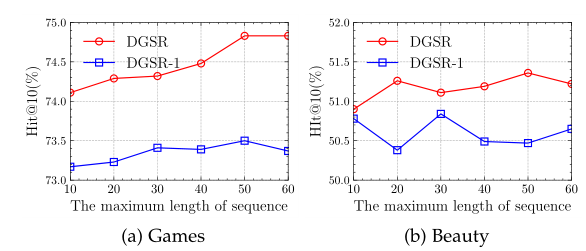 75.0
74.5
74.0
73.5
73.0
Hit@10(%)
DGSR
DGSR-1
10 20 30 40 50 60
The maximum length of sequence
(a) Games
52.0
51.5
51.0
50.5
50.0
Hit@10(%)
DGSR
DGSR-1
10 20 30 40 50 60
The maximum length of sequence
(b) Beauty